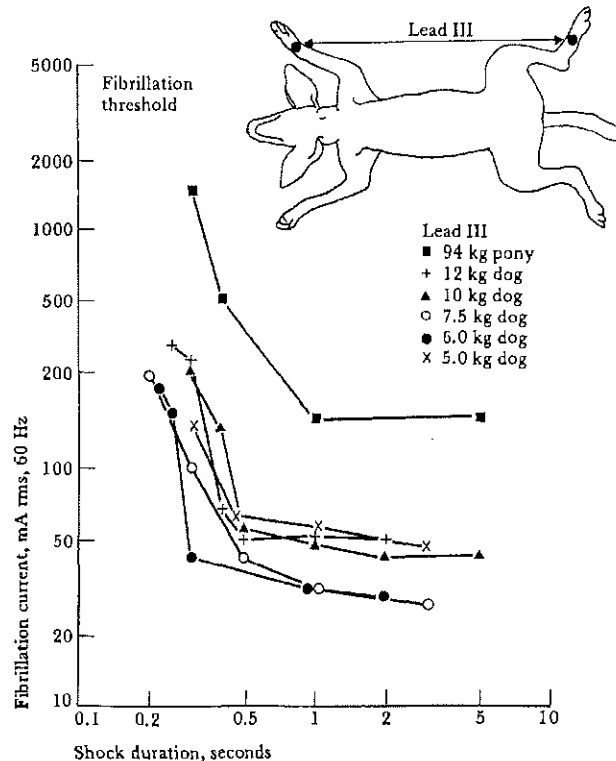 Lead III
5000
Fibrillation
threshold
2000
1000
500
200
100
50
20
10
Lead III
94 kg pony
12 kg dog
10 kg dog
7.5 kg dog
6.0 kg dog
5.0 kg dog
Fibrillation current, mA rms, 60 Hz
0.1 0.2 0.5 1 2 5 10
Shock duration, seconds